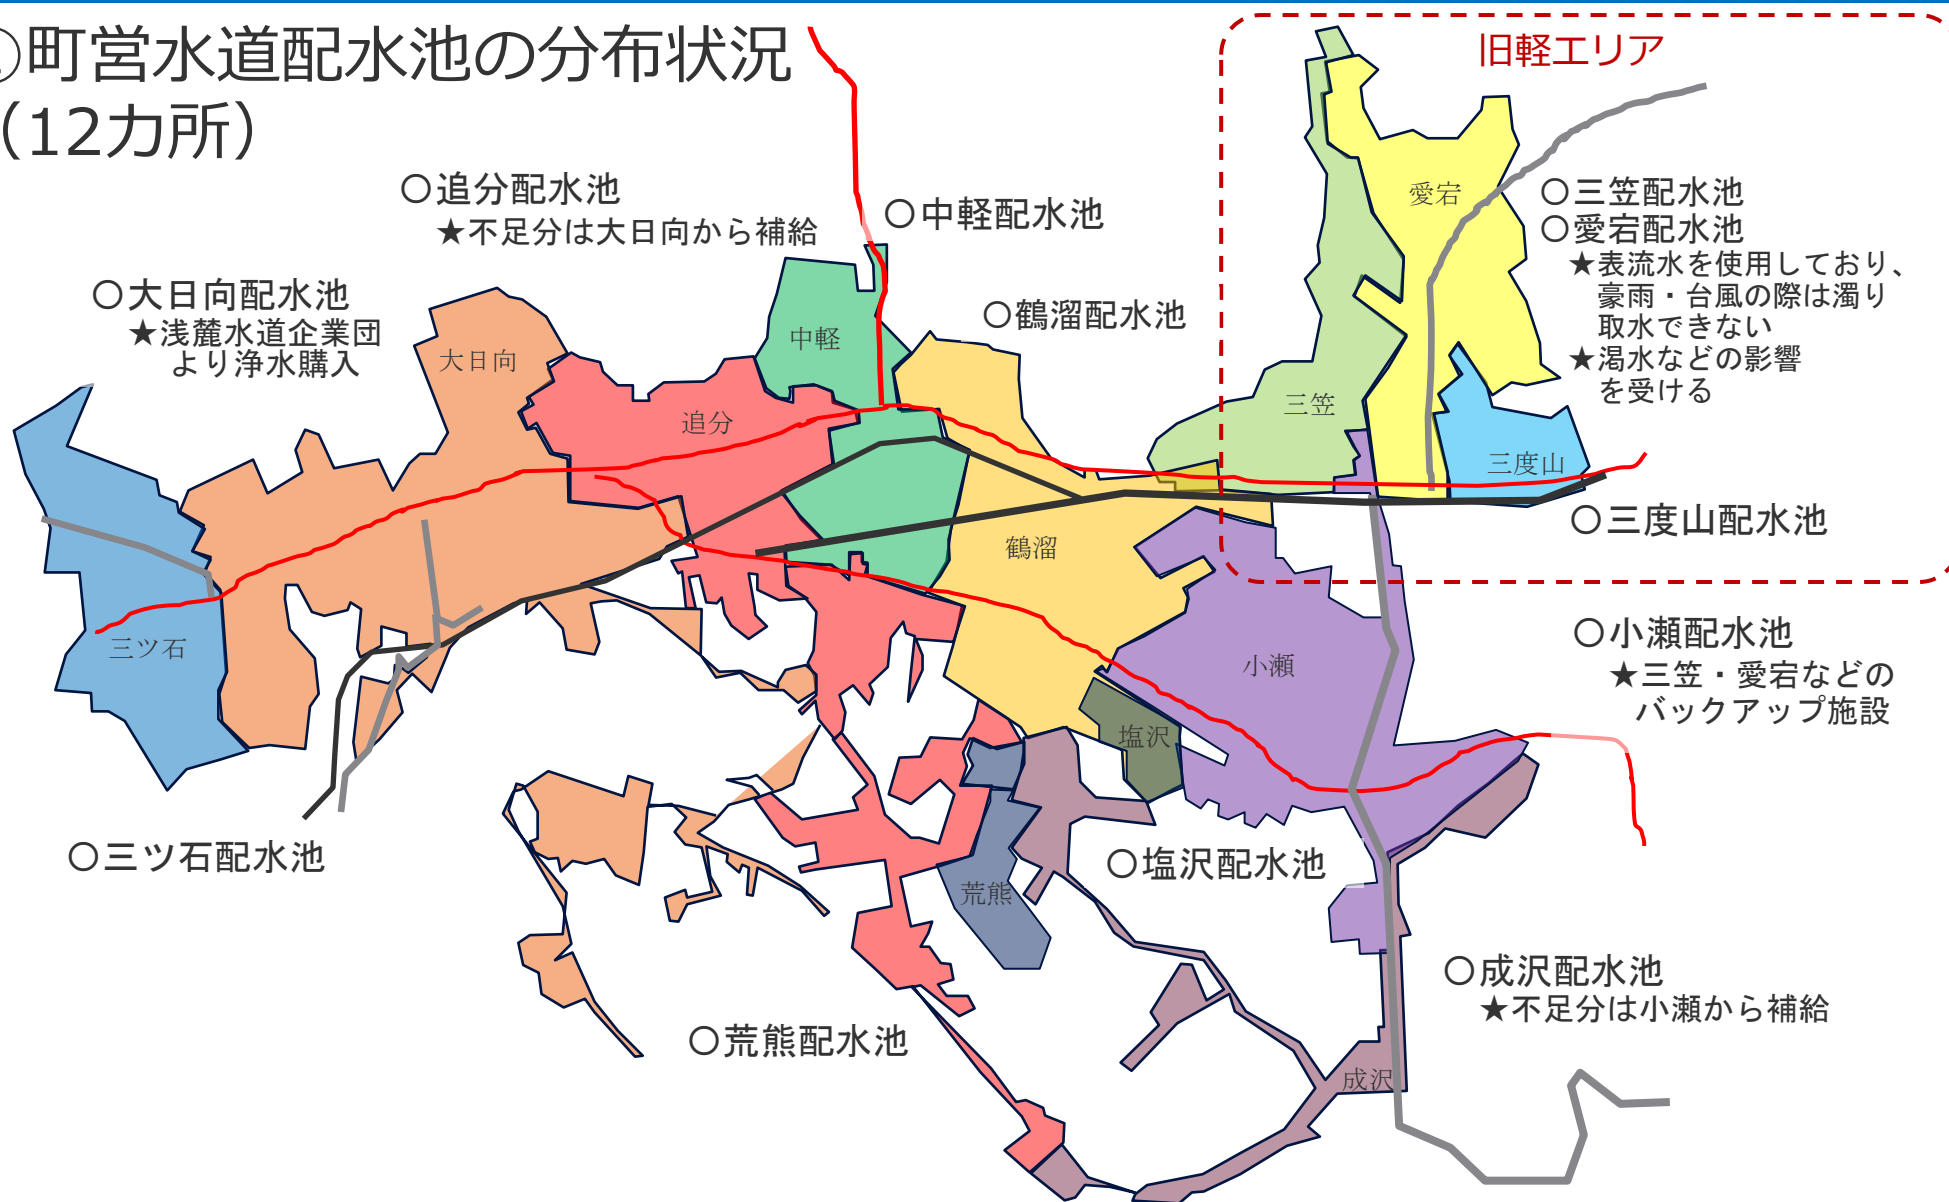 ○町営水道配水池の分布状況
（12カ所）
旧軽エリア
○追分配水池
★不足分は大日向から補給
○中軽配水池
○三笠配水池
○愛宕配水池
★表流水を使用しており、
豪雨・台風の際は濁り
取水できない
★渇水などの影響
を受ける
○大日向配水池
★浅麓水道企業団
より浄水購入
○鶴溜配水池
愛宕
中軽
大日向
追分
三笠
三度山
○三度山配水池
鶴溜
三ツ石
小瀬
○小瀬配水池
★三笠・愛宕などの
バックアップ施設
塩沢
○三ツ石配水池
○塩沢配水池
荒熊
○成沢配水池
★不足分は小瀬から補給
○荒熊配水池
成沢